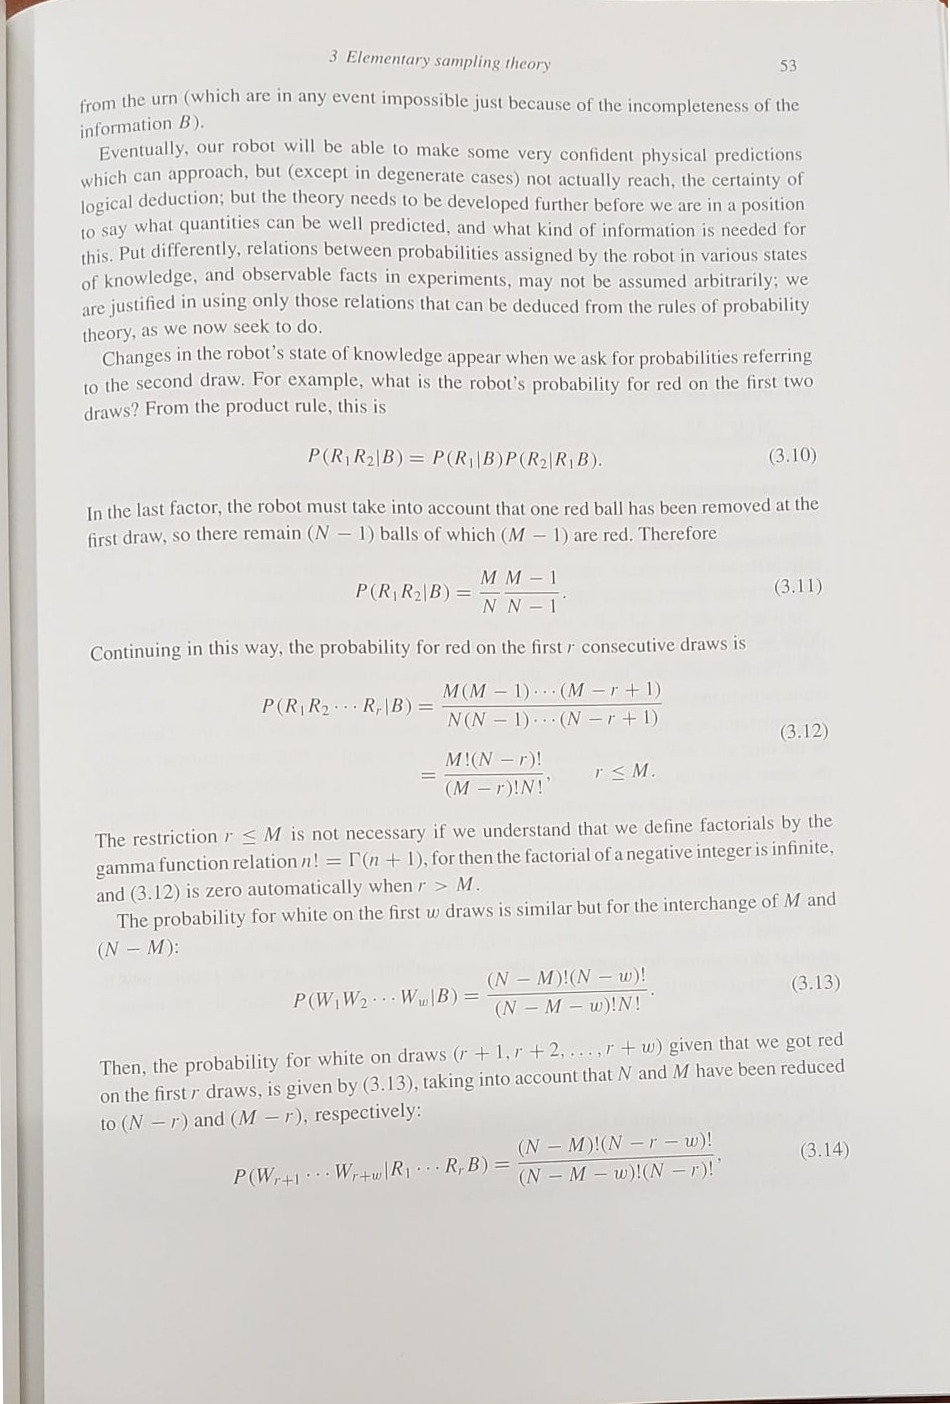 3 Elementary sampling theory 53
from the urn (which are in any event impossible just because of the incompleteness of the
information B).
Eventually, our robot will be able to make some very confident physical predictions
which can approach, but (except in degenerate cases) not actually reach, the certainty of
logical deduction; but the theory needs to be developed further before we are in a position
to say what quantities can be well predicted, and what kind of information is needed for
this. Put differently, relations between probabilities assigned by the robot in various states
of knowledge, and observable facts in experiments, may not be assumed arbitrarily; we
are justified in using only those relations that can be deduced from the rules of probability
theory, as we now seek to do.
Changes in the robot's state of knowledge appear when we ask for probabilities referring
to the second draw. For example, what is the robot's probability for red on the first two
draws? From the product rule, this is
P(R₁R₂|B) = P(R₁|B)P(R₂|R₁B). (3.10)
In the last factor, the robot must take into account that one red ball has been removed at the
first draw, so there remain (N − 1) balls of which (M − 1) are red. Therefore
P(R₁R₂|B) = \frac{M}{N} \frac{M − 1}{N − 1}. (3.11)
Continuing in this way, the probability for red on the first r consecutive draws is
P(R₁R₂ ⋯ Rᵣ|B) = \frac{M(M − 1) ⋯ (M − r + 1)}{N(N − 1) ⋯ (N − r + 1)}
= \frac{M!(N − r)!}{(M − r)!N!}, r ≤ M. (3.12)
The restriction r ≤ M is not necessary if we understand that we define factorials by the
gamma function relation n! = Γ(n + 1), for then the factorial of a negative integer is infinite,
and (3.12) is zero automatically when r > M.
The probability for white on the first w draws is similar but for the interchange of M and
(N − M):
P(W₁W₂ ⋯ W_w|B) = \frac{(N − M)!(N − w)!}{(N − M − w)!N!}. (3.13)
Then, the probability for white on draws (r + 1, r + 2, ..., r + w) given that we got red
on the first r draws, is given by (3.13), taking into account that N and M have been reduced
to (N − r) and (M − r), respectively:
P(W_{r+1} ⋯ W_{r+w}|R₁ ⋯ RᵣB) = \frac{(N − M)!(N − r − w)!}{(N − M − w)!(N − r)!}, (3.14)